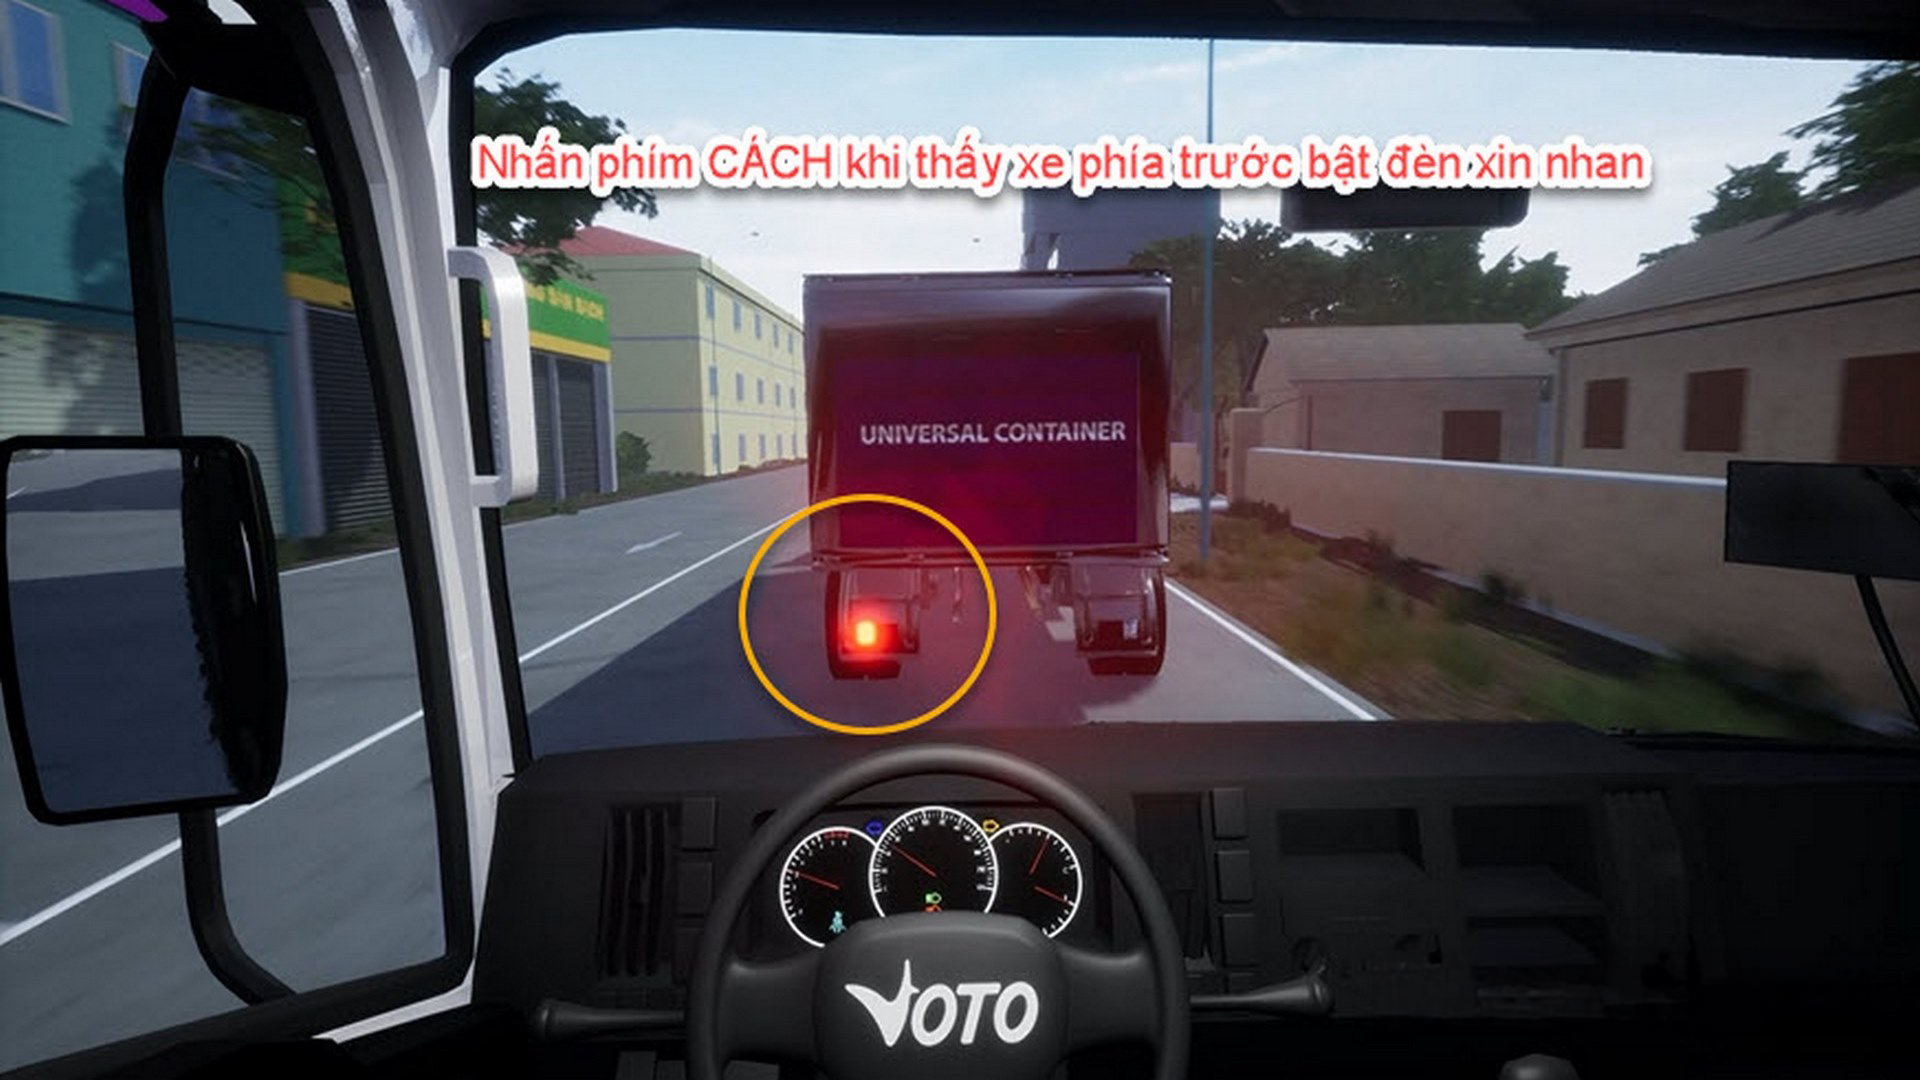 Nhấn phím CÁCH khi thấy xe phía trước bật đèn xin nhan
UNIVERSAL CONTAINER
VOTO